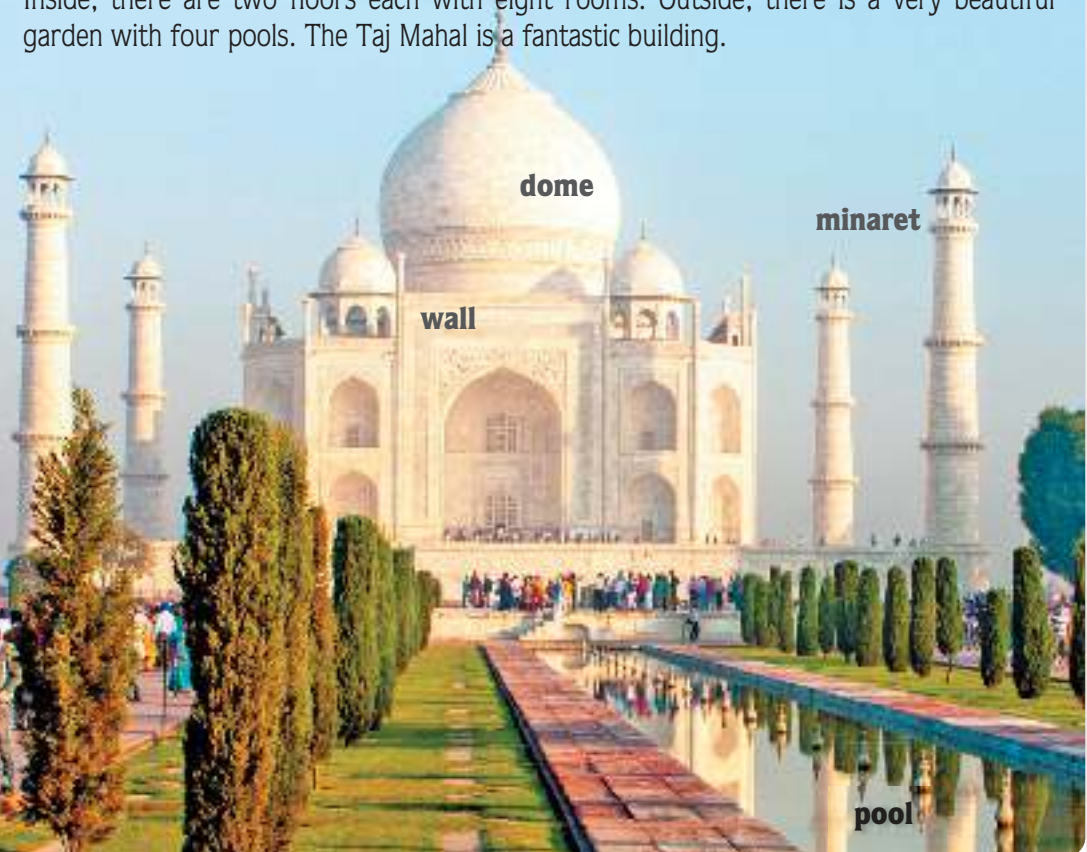 inside, there are two floors each with eight rooms. Outside, there is a very beautiful
garden with four pools. The Taj Mahal is a fantastic building.
dome
minaret
wall
pool